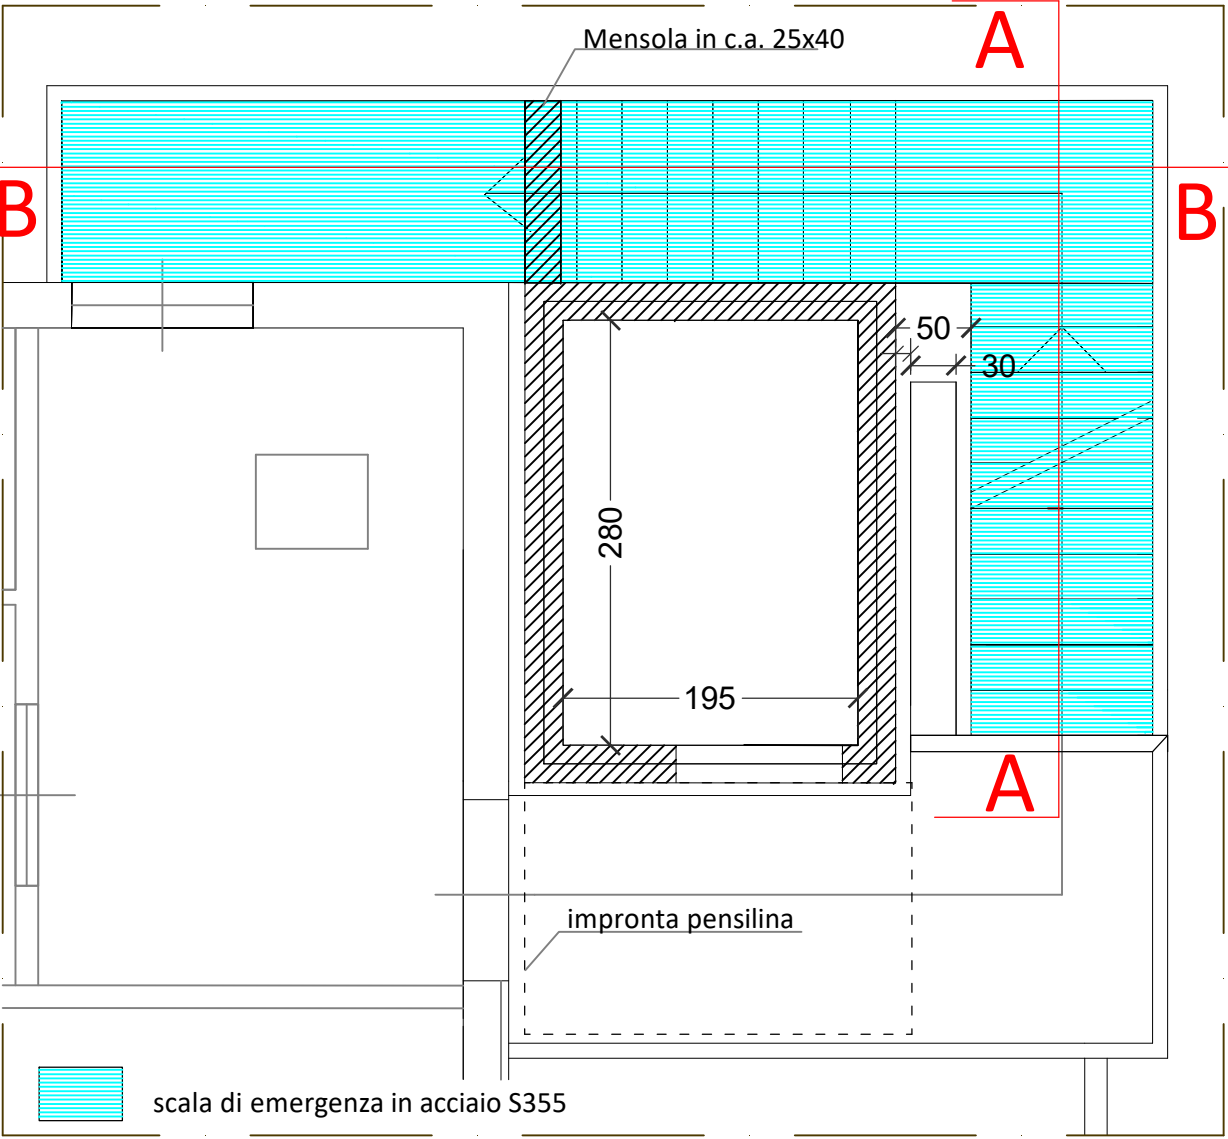 A
Mensola in c.a. 25x40
B
B
50
30
280
195
A
impronta pensilina
scala di emergenza in acciaio S355